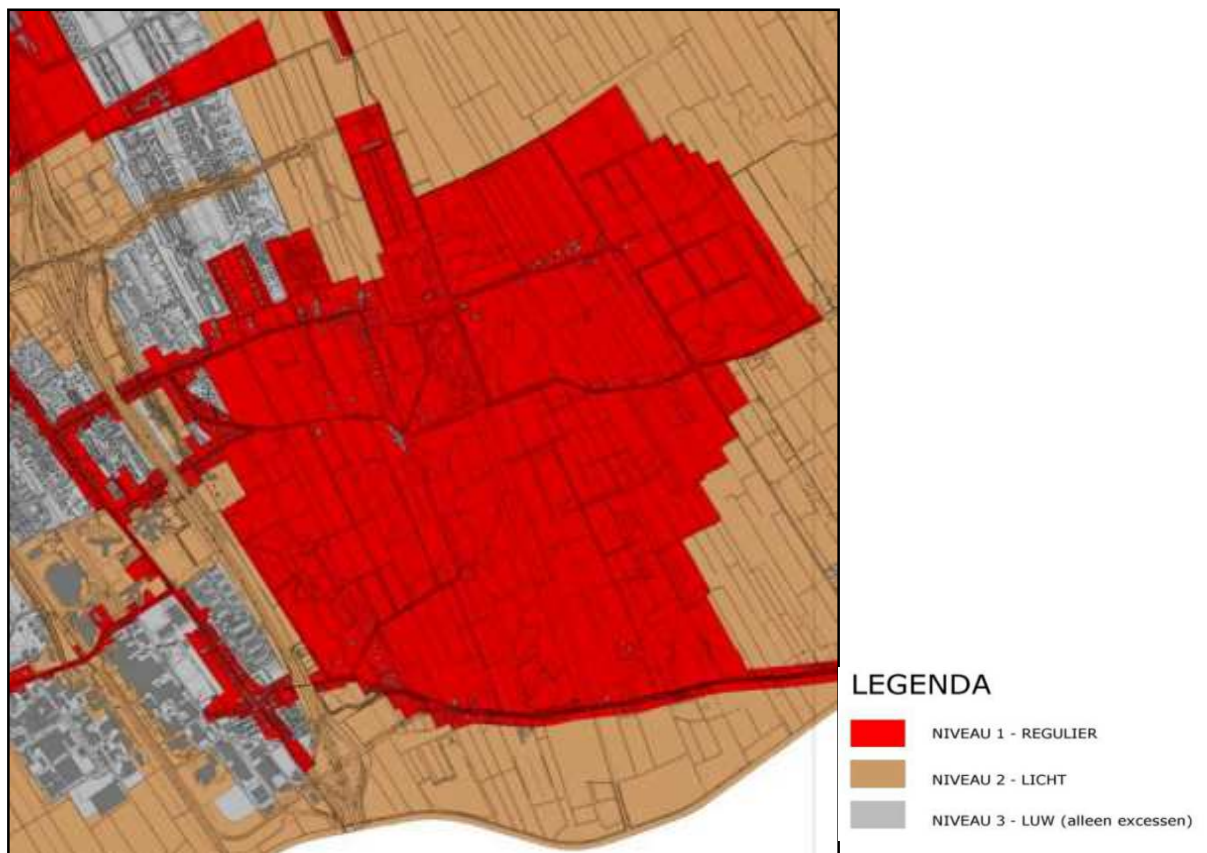 LEGENDA
NIVEAU 1 - REGULIER
NIVEAU 2 - LICHT
NIVEAU 3 - LUW (alleen excessen)